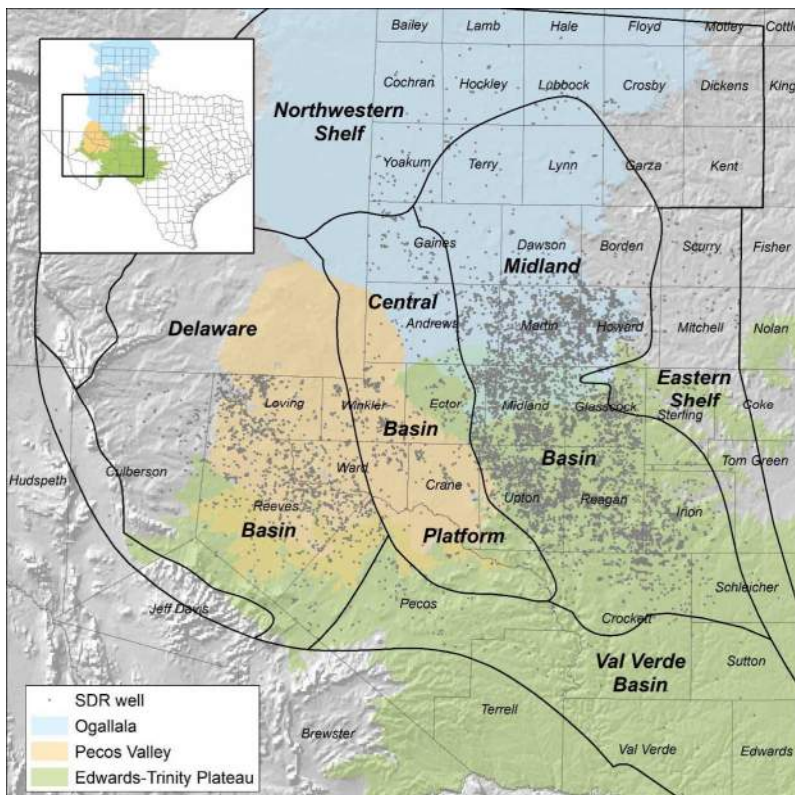 Bailey Lamb Hale Floyd Motley Cottle
Cochran Hockley Lubbock Crosby Dickens King
Northwestern
Shelf
Yoakum Terry Lynn Garza Kent
Gaines Dawson Borden Scurry Fisher
Midland
Central
Delaware
Andrews Martin Howard Mitchell Nolan
Eastern
Shelf
Loving Winkler Ector Midland Glasscock Sterling Coke
Basin
Basin
Hudspeth Culberson Ward Tom Green
Crane
Reeves Upton Reagan Irion
Basin
Platform
Schleicher
Jeff Davis Pecos
Crockett
Val Verde
Basin
Sutton
Terrell
Brewster
Val Verde Edwards
SDR well
Ogallala
Pecos Valley
Edwards-Trinity Plateau